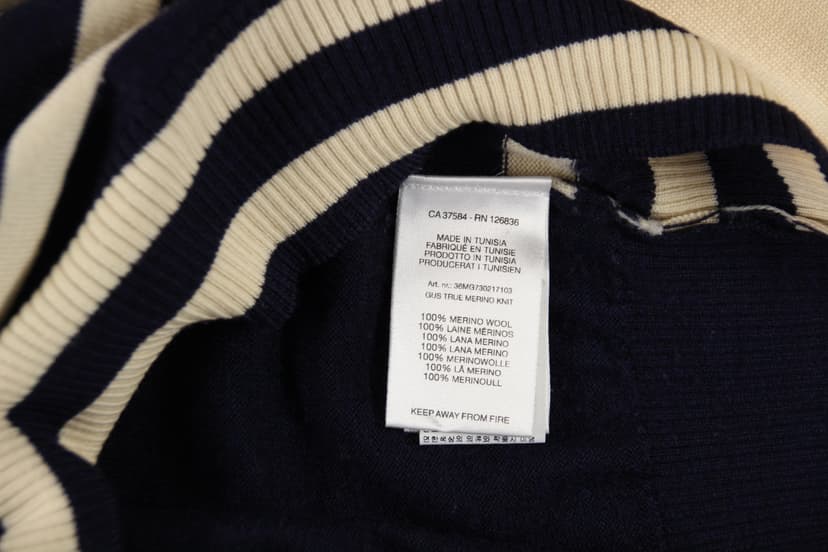 CA 37584 - RN 126836
MADE IN TUNISIA
FABRIQUÉ EN TUNISIE
PRODOTTO IN TUNISIA
PRODUCERAT I TUNISIEN
Art. nr.: 36MG730217103
GUS TRUE MERINO KNIT
100% MERINO WOOL
100% LAINE MÉRINOS
100% LANA MERINO
100% LANA MERINO
100% MERINOWOLLE
100% LÃ MERINO
100% MERINOULL
KEEP AWAY FROM FIRE